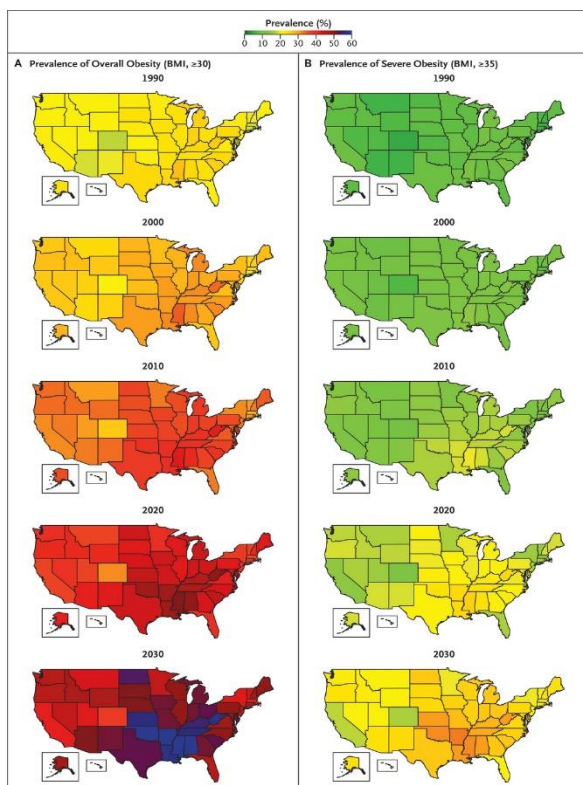 Prevalence (%)
0 10 20 30 40 50 60
A Prevalence of Overall Obesity (BMI, ≥30)
1990
2000
2010
2020
2030
B Prevalence of Severe Obesity (BMI, ≥35)
1990
2000
2010
2020
2030